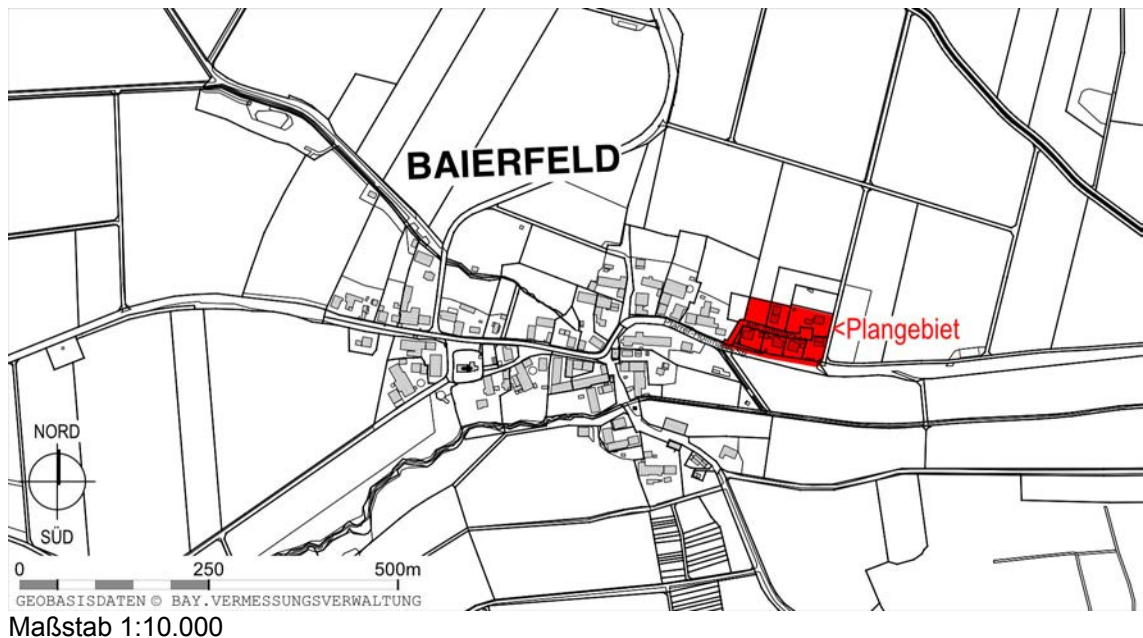 BAIERFELD
<Plangebiet
NORD
SÜD
0 250 500m
GEOBASISDATEN © BAY.VERMESSUNGSVERWALTUNG
Maßstab 1:10.000